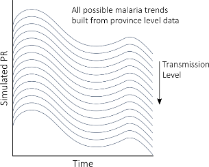 All possible malaria trends
built from province level data
Simulated PR
Transmission
Level
Time